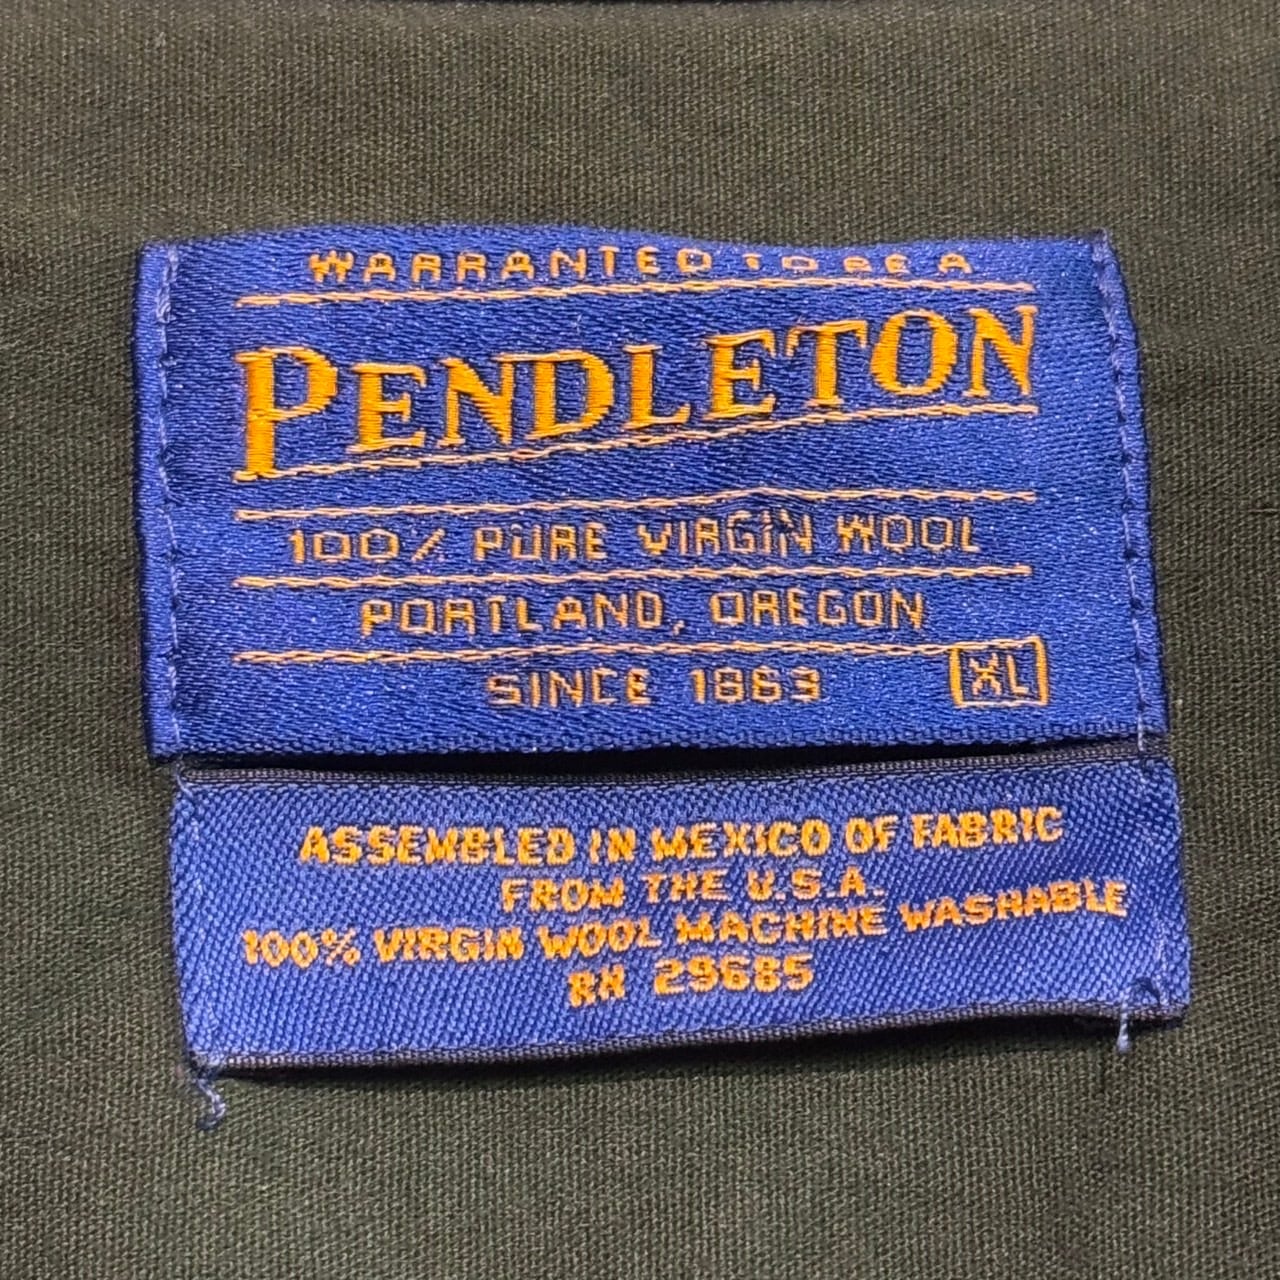 WARRANTED TO BE A
PENDLETON
100% PURE VIRGIN WOOL
PORTLAND, OREGON
SINCE 1863
XL
ASSEMBLED IN MEXICO OF FABRIC
FROM THE U.S.A.
100% VIRGIN WOOL MACHINE WASHABLE
RN 29685